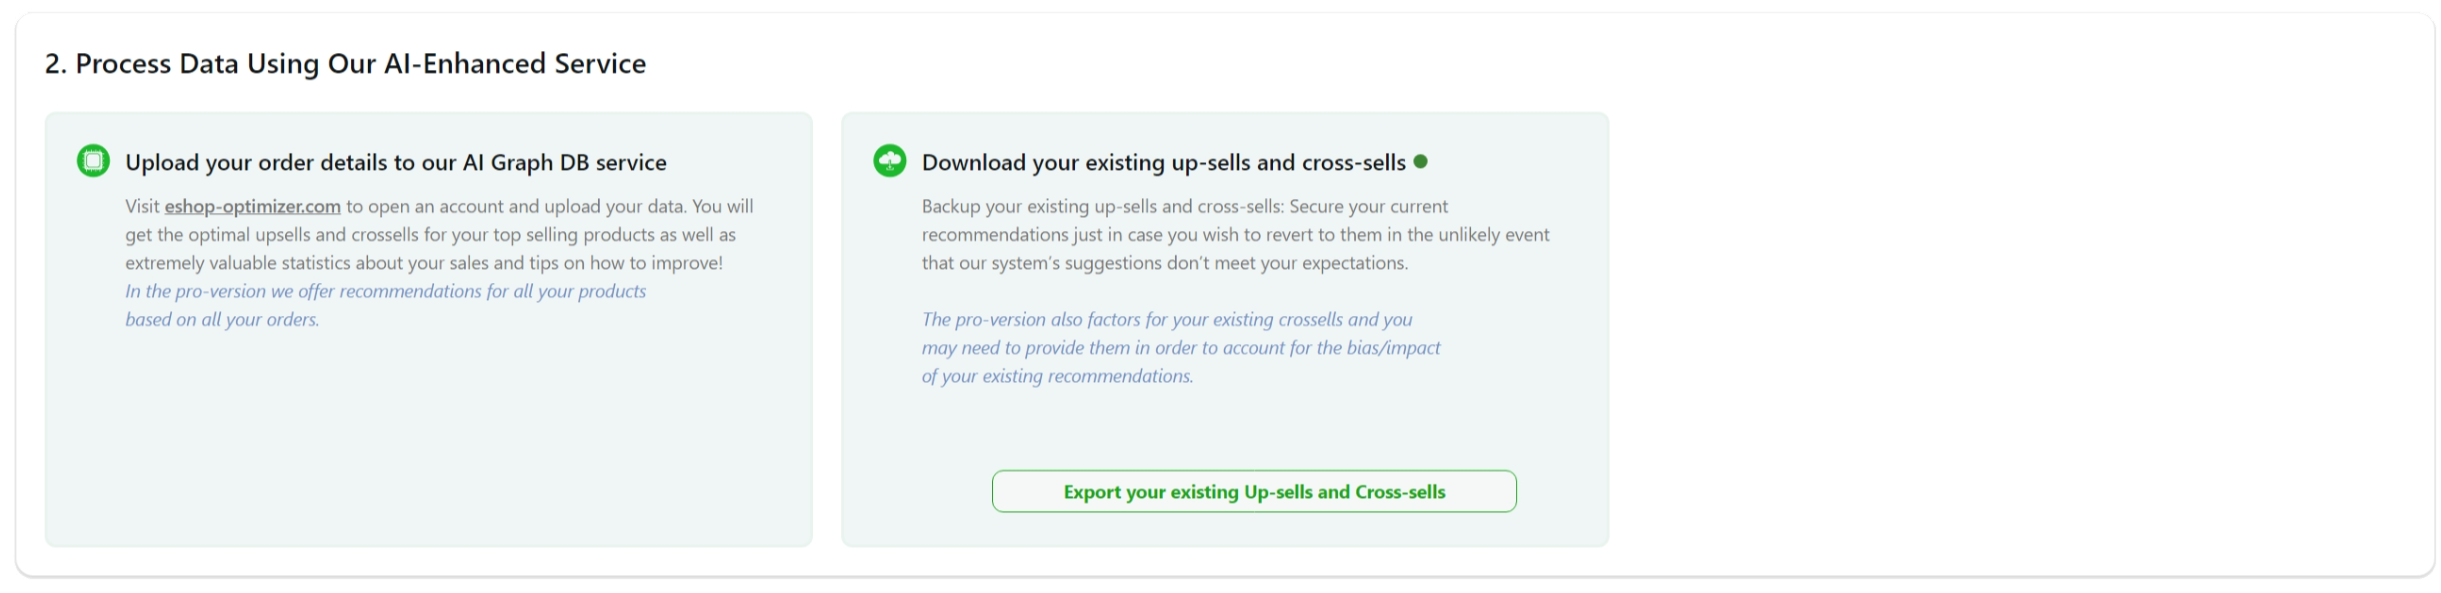 2. Process Data Using Our AI-Enhanced Service
Upload your order details to our AI Graph DB service
Visit eshop-optimizer.com to open an account and upload your data. You will
get the optimal upsells and crossells for your top selling products as well as
extremely valuable statistics about your sales and tips on how to improve!
In the pro-version we offer recommendations for all your products
based on all your orders.
Download your existing up-sells and cross-sells
Backup your existing up-sells and cross-sells: Secure your current
recommendations just in case you wish to revert to them in the unlikely event
that our system's suggestions don't meet your expectations.
The pro-version also factors for your existing crossells and you
may need to provide them in order to account for the bias/impact
of your existing recommendations.
Export your existing Up-sells and Cross-sells